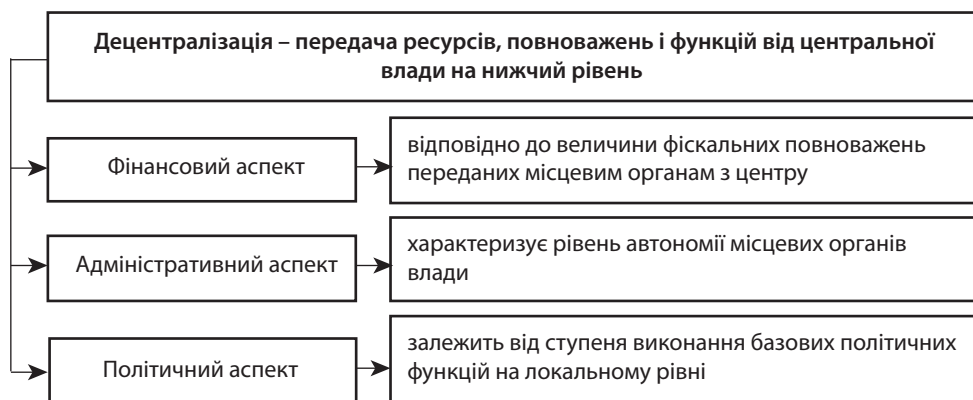 Децентралізація – передача ресурсів, повноважень і функцій від центральної
влади на нижчий рівень
Фінансовий аспект
відповідно до величини фіскальних повноважень
переданих місцевим органам з центру
Адміністративний аспект
характеризує рівень автономії місцевих органів
влади
Політичний аспект
залежить від ступеня виконання базових політичних
функцій на локальному рівні